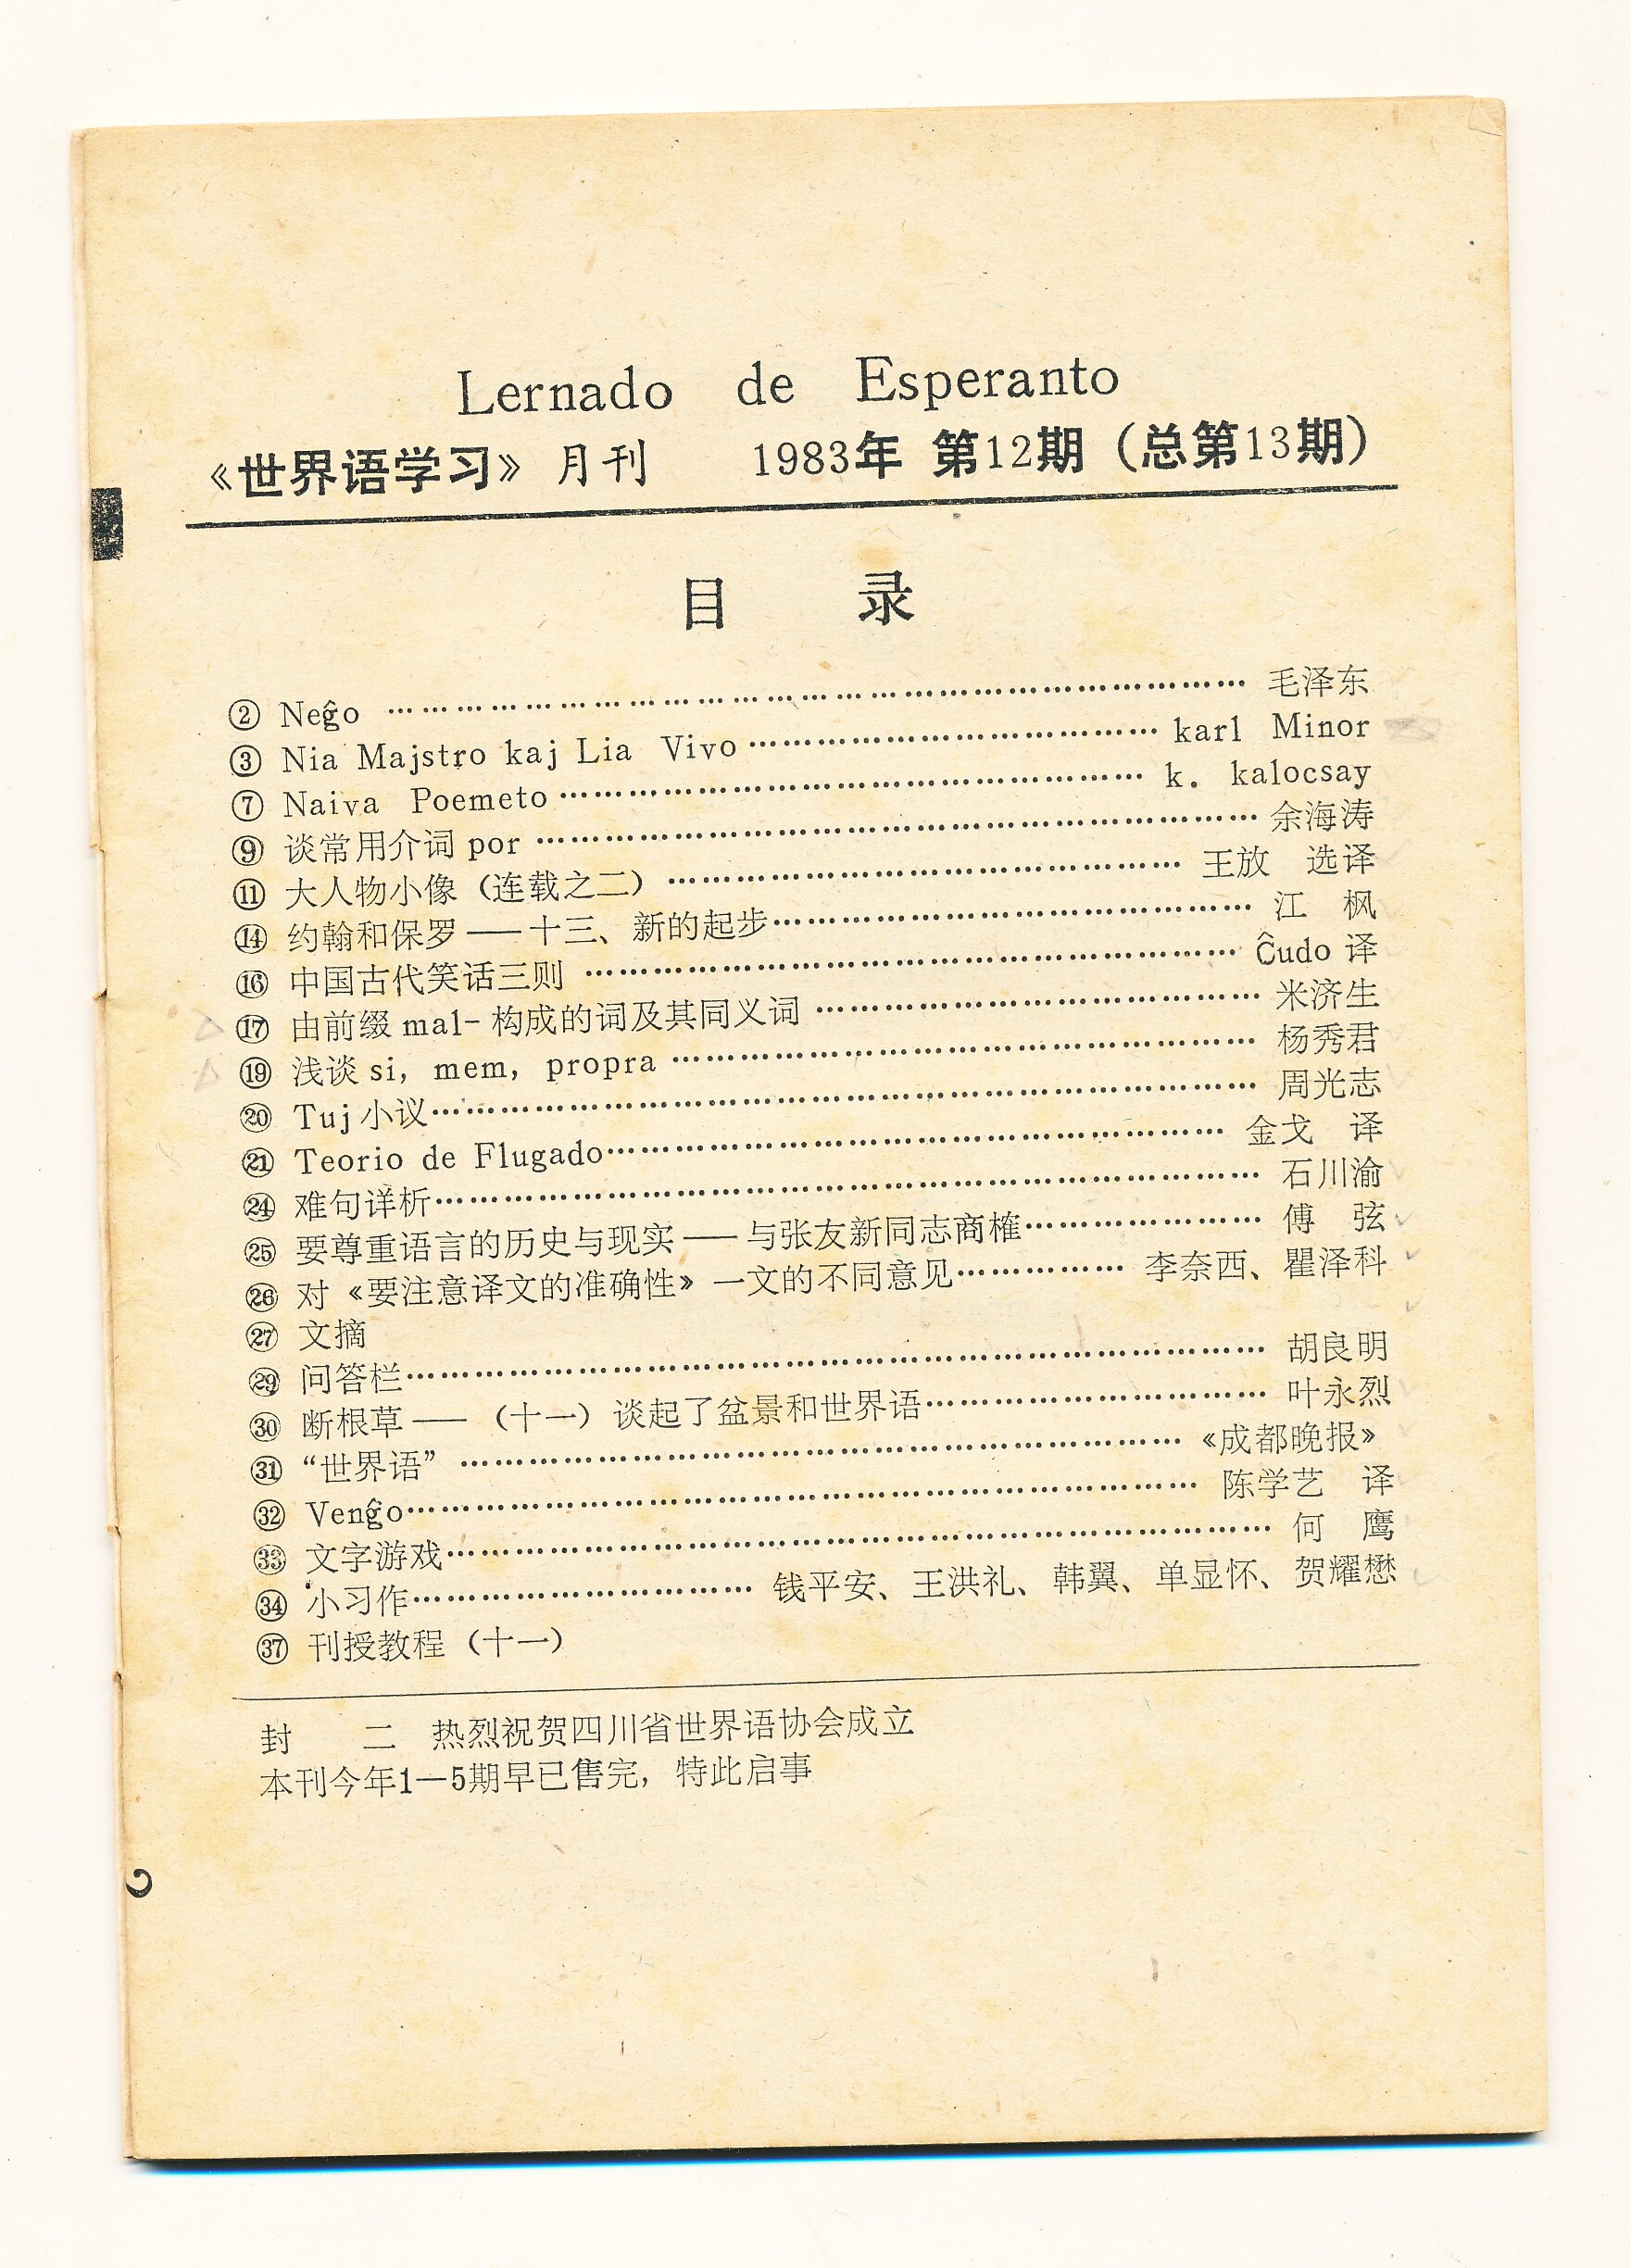 Lernado de Esperanto
《世界语学习》月刊 1983年 第12期（总第13期）
目 录
② Neĝo …… 毛泽东
③ Nia Majstro kaj Lia Vivo …… karl Minor
⑦ Naiva Poemeto …… k. kalocsay
⑨ 谈常用介词 por …… 余海涛
⑪ 大人物小像（连载之二） …… 王放 选译
⑭ 约翰和保罗——十三、新的起步 …… 江 枫
⑯ 中国古代笑话三则 …… Ĉudo 译
⑰ 由前缀 mal- 构成的词及其同义词 …… 米济生
⑲ 浅谈 si, mem, propra …… 杨秀君
⑳ Tuj 小议 …… 周光志
㉑ Teorio de Flugado …… 金戈 译
㉔ 难句详析 …… 石川渝
㉕ 要尊重语言的历史与现实——与张友新同志商榷 …… 傅 弦
㉖ 对《要注意译文的准确性》一文的不同意见 …… 李奈西、瞿泽科
㉗ 文摘
㉙ 问答栏 …… 胡良明
㉚ 断根草——（十一）谈起了盆景和世界语 …… 叶永烈
㉛ “世界语” …… 《成都晚报》
㉜ Venĝo …… 陈学艺 译
㉝ 文字游戏 …… 何 鹰
㉞ 小习作 …… 钱平安、王洪礼、韩翼、单显怀、贺耀懋
㊲ 刊授教程（十一）
封 二 热烈祝贺四川省世界语协会成立
本刊今年1—5期早已售完，特此启事